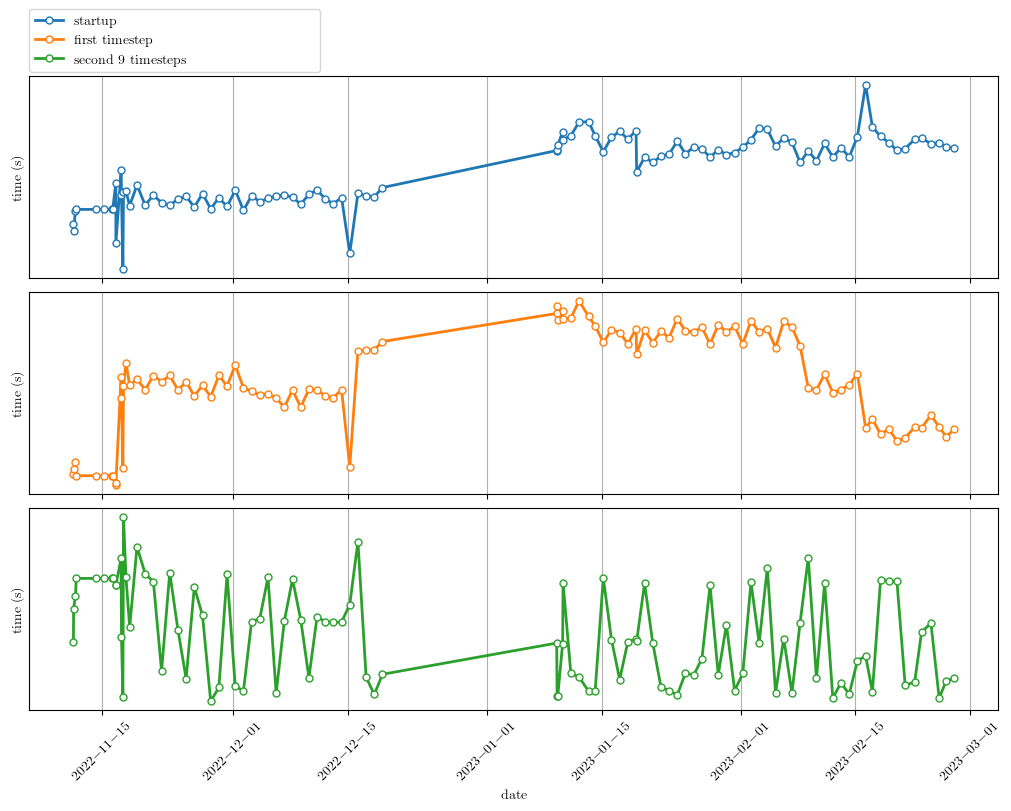 startup
first timestep
second 9 timesteps
time (s)
time (s)
time (s)
2022−11−15
2022−12−01
2022−12−15
2023−01−01
2023−01−15
2023−02−01
2023−02−15
2023−03−01
date